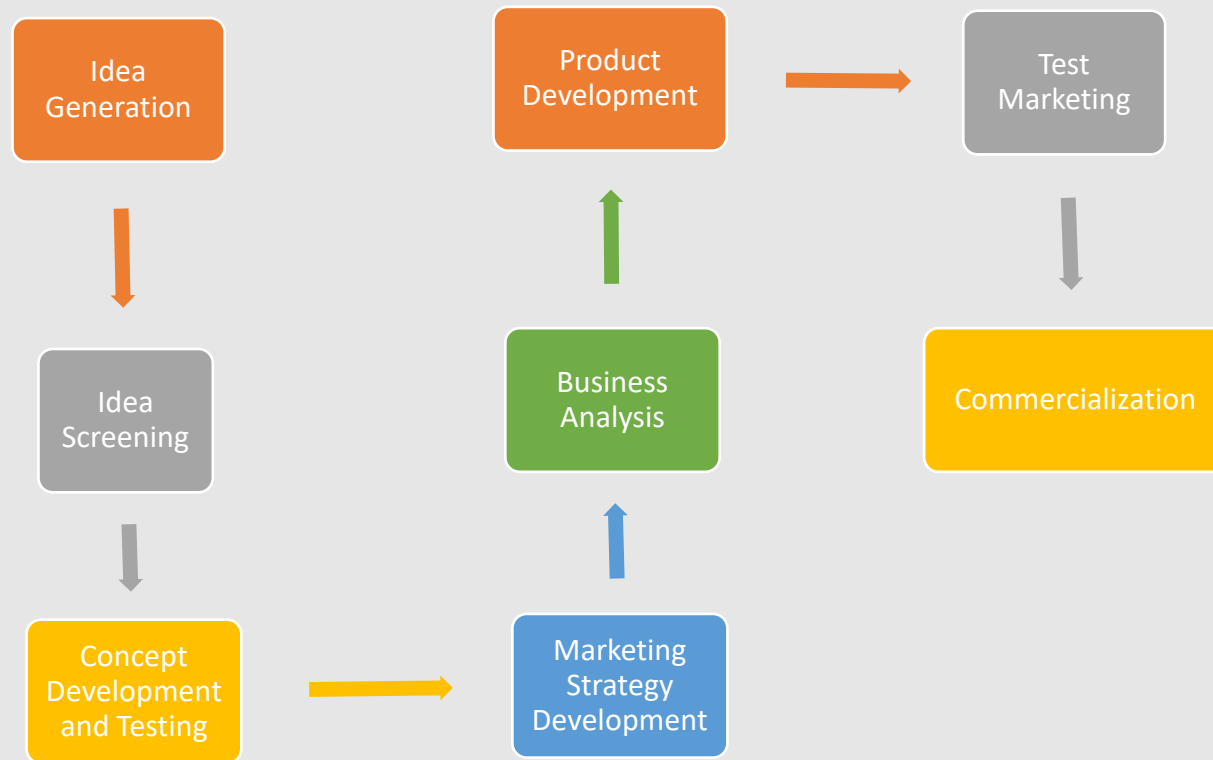 Idea
Generation
Idea
Screening
Concept
Development
and Testing
Marketing
Strategy
Development
Business
Analysis
Product
Development
Test
Marketing
Commercialization